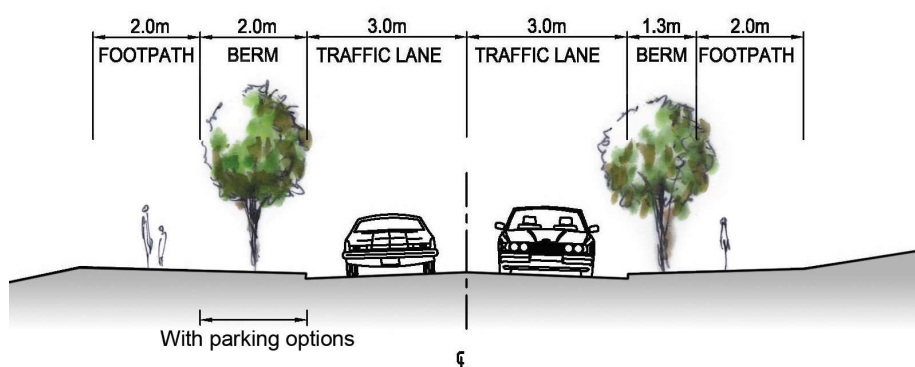 2.0m 2.0m 3.0m 3.0m 1.3m 2.0m
FOOTPATH BERM TRAFFIC LANE TRAFFIC LANE BERM FOOTPATH
With parking options
℄